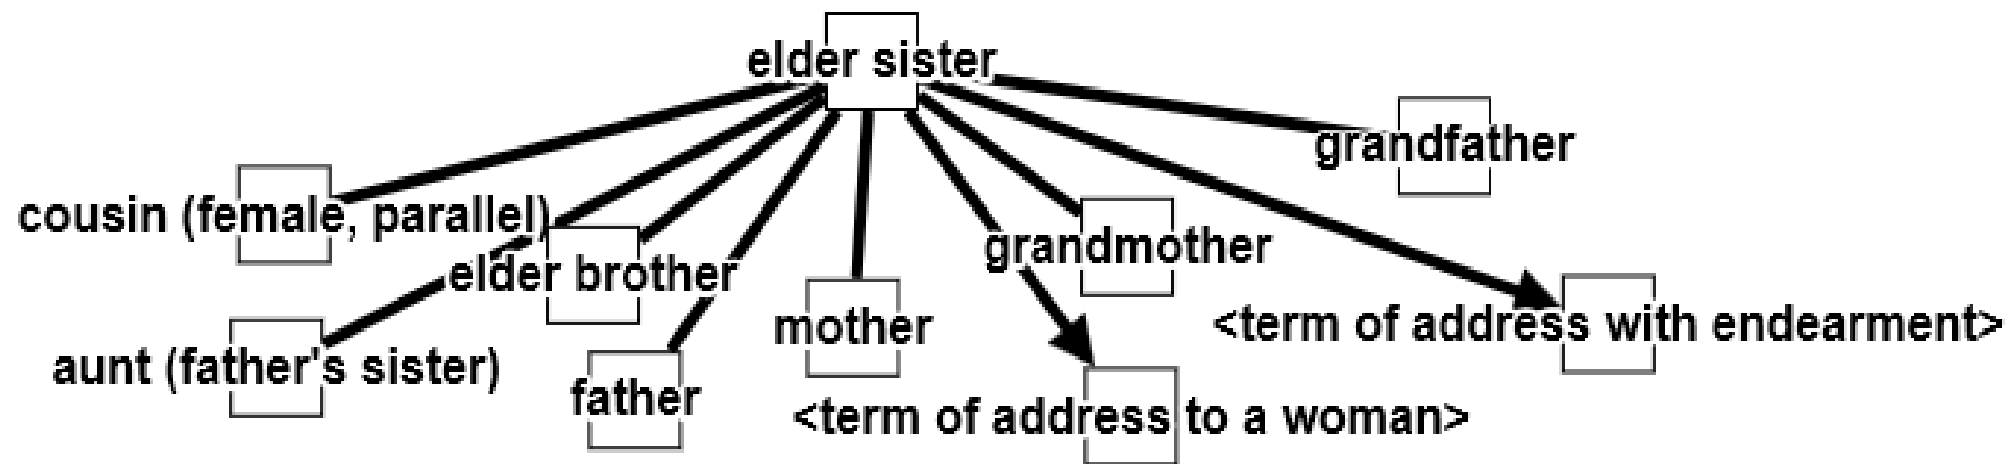 elder sister
grandfather
cousin (female, parallel)
grandmother
elder brother
mother
<term of address with endearment>
aunt (father's sister)
father
<term of address to a woman>